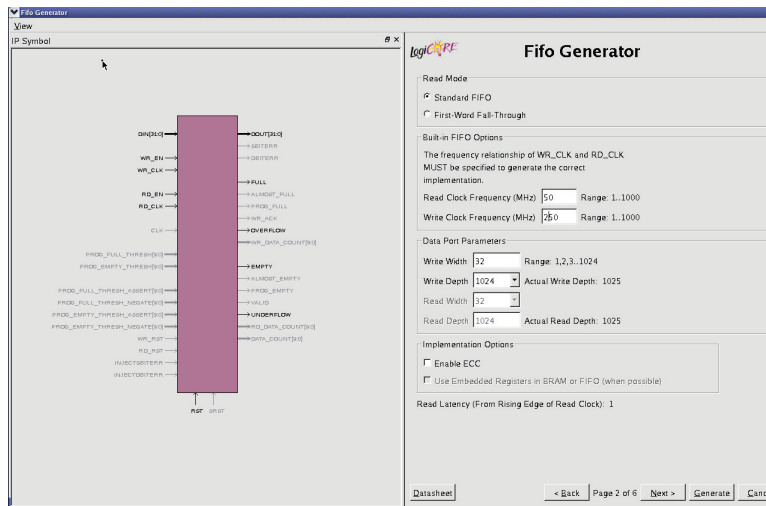 Fifo Generator
View
IP Symbol
DIN[31:0]
WR_EN
WR_CLK
RD_EN
RD_CLK
CLK
PROG_FULL_THRESH[9:0]
PROG_EMPTY_THRESH[9:0]
PROG_FULL_THRESH_ASSERT[9:0]
PROG_FULL_THRESH_NEGATE[9:0]
PROG_EMPTY_THRESH_ASSERT[9:0]
PROG_EMPTY_THRESH_NEGATE[9:0]
WR_RST
RD_RST
INJECTSBITERR
INJECTDBITERR
DOUT[31:0]
SBITERR
DBITERR
FULL
ALMOST_FULL
PROG_FULL
WR_ACK
OVERFLOW
WR_DATA_COUNT[9:0]
EMPTY
ALMOST_EMPTY
PROG_EMPTY
VALID
UNDERFLOW
RD_DATA_COUNT[9:0]
DATA_COUNT[9:0]
RST SRST
LogiCORE
Fifo Generator
Read Mode
Standard FIFO
First-Word Fall-Through
Built-in FIFO Options
The frequency relationship of WR_CLK and RD_CLK
MUST be specified to generate the correct
implementation.
Read Clock Frequency (MHz) 50 Range: 1..1000
Write Clock Frequency (MHz) 250 Range: 1..1000
Data Port Parameters
Write Width 32 Range: 1,2,3..1024
Write Depth 1024 Actual Write Depth: 1025
Read Width 32
Read Depth 1024 Actual Read Depth: 1025
Implementation Options
Enable ECC
Use Embedded Registers in BRAM or FIFO (when possible)
Read Latency (From Rising Edge of Read Clock): 1
Datasheet < Back Page 2 of 6 Next > Generate Canc